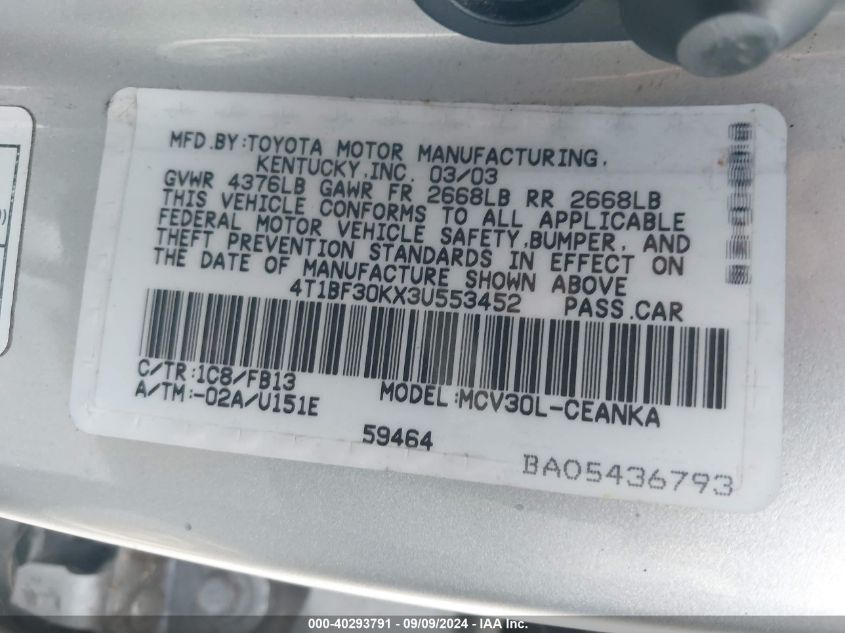 MFD.BY:TOYOTA MOTOR MANUFACTURING,
KENTUCKY,INC. 03/03
GVWR 4376LB GAWR FR 2668LB RR 2668LB
THIS VEHICLE CONFORMS TO ALL APPLICABLE
FEDERAL MOTOR VEHICLE SAFETY,BUMPER, AND
THEFT PREVENTION STANDARDS IN EFFECT ON
THE DATE OF MANUFACTURE SHOWN ABOVE
4T1BF30KX3U553452 PASS.CAR
C/TR:1C8/FB13
A/TM:-02A/U151E MODEL:MCV30L-CEANKA
59464
BA05436793
000-40293791 - 09/09/2024 - IAA Inc.